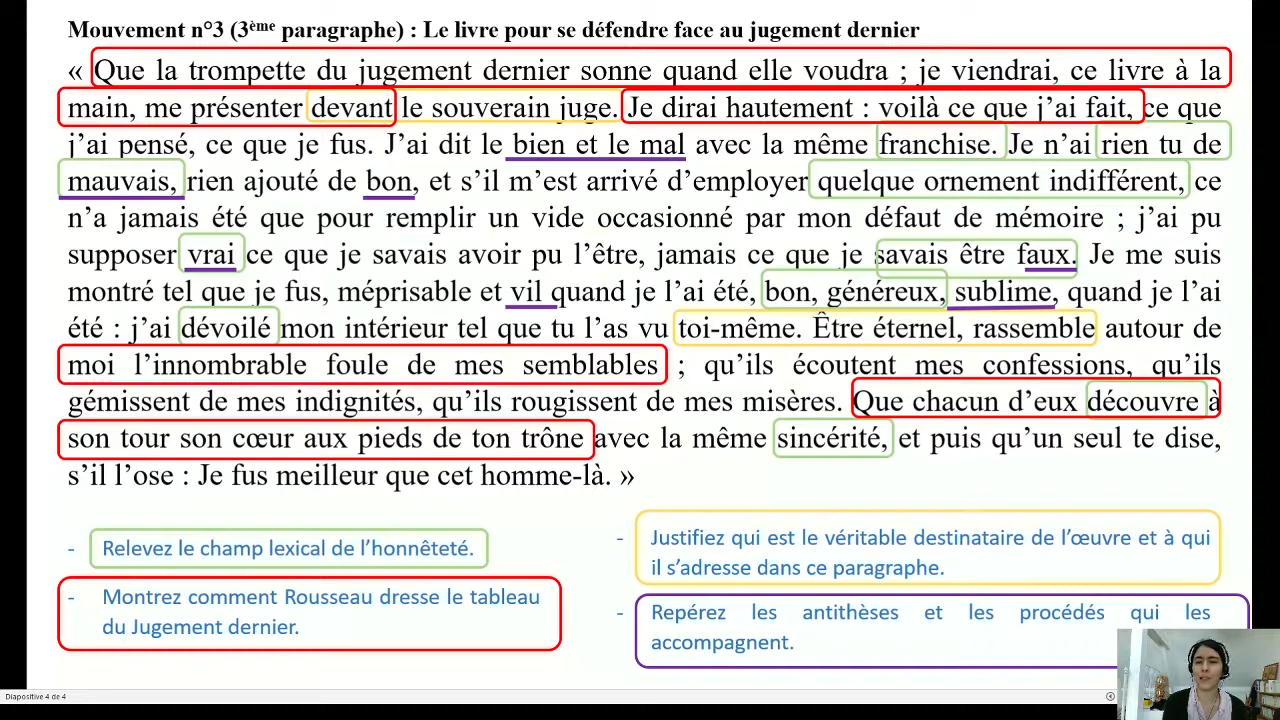 Mouvement n°3 (3ème paragraphe) : Le livre pour se défendre face au jugement dernier
« Que la trompette du jugement dernier sonne quand elle voudra ; je viendrai, ce livre à la
main, me présenter devant le souverain juge. Je dirai hautement : voilà ce que j’ai fait, ce que
j’ai pensé, ce que je fus. J’ai dit le bien et le mal avec la même franchise. Je n’ai rien tu de
mauvais, rien ajouté de bon, et s’il m’est arrivé d’employer quelque ornement indifférent, ce
n’a jamais été que pour remplir un vide occasionné par mon défaut de mémoire ; j’ai pu
supposer vrai ce que je savais avoir pu l’être, jamais ce que je savais être faux. Je me suis
montré tel que je fus, méprisable et vil quand je l’ai été, bon, généreux, sublime, quand je l’ai
été : j’ai dévoilé mon intérieur tel que tu l’as vu toi-même. Être éternel, rassemble autour de
moi l’innombrable foule de mes semblables ; qu’ils écoutent mes confessions, qu’ils
gémissent de mes indignités, qu’ils rougissent de mes misères. Que chacun d’eux découvre à
son tour son cœur aux pieds de ton trône avec la même sincérité, et puis qu’un seul te dise,
s’il l’ose : Je fus meilleur que cet homme-là. »
- Relevez le champ lexical de l’honnêteté.
- Montrez comment Rousseau dresse le tableau
du Jugement dernier.
- Justifiez qui est le véritable destinataire de l’œuvre et à qui
il s’adresse dans ce paragraphe.
- Repérez les antithèses et les procédés qui les
accompagnent.
Diapositive 4 de 4